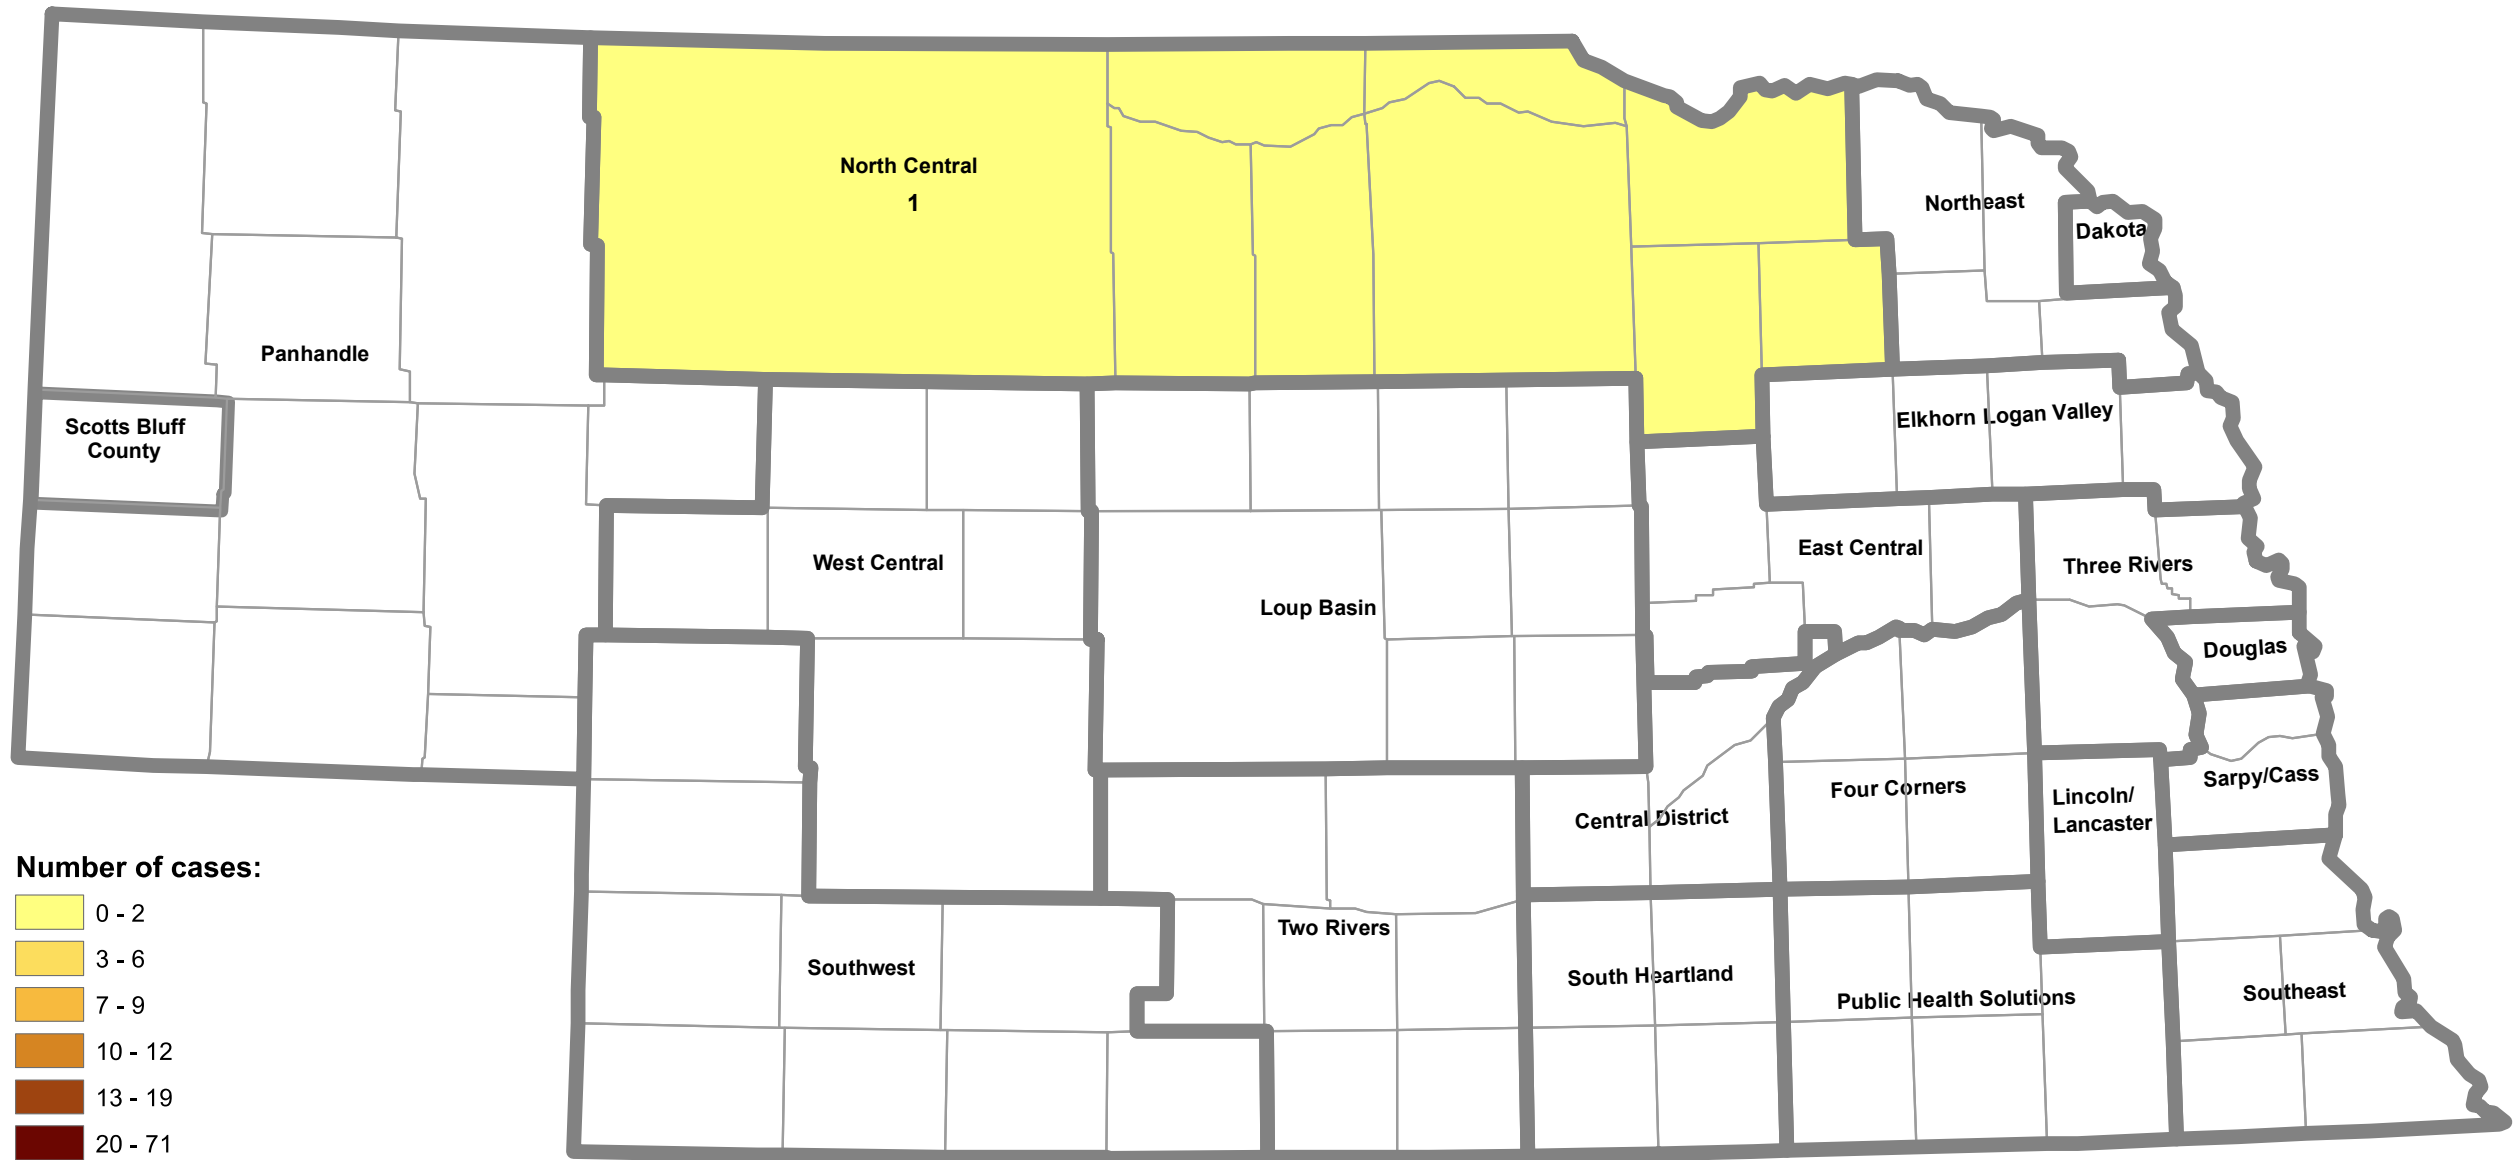 North Central
1
Northeast
Dakota
Panhandle
Scotts Bluff
County
Elkhorn Logan Valley
West Central
East Central
Three Rivers
Loup Basin
Douglas
Sarpy/Cass
Four Corners
Lincoln/
Lancaster
Central District
Two Rivers
Southwest
South Heartland
Public Health Solutions
Southeast
Number of cases:
0 - 2
3 - 6
7 - 9
10 - 12
13 - 19
20 - 71